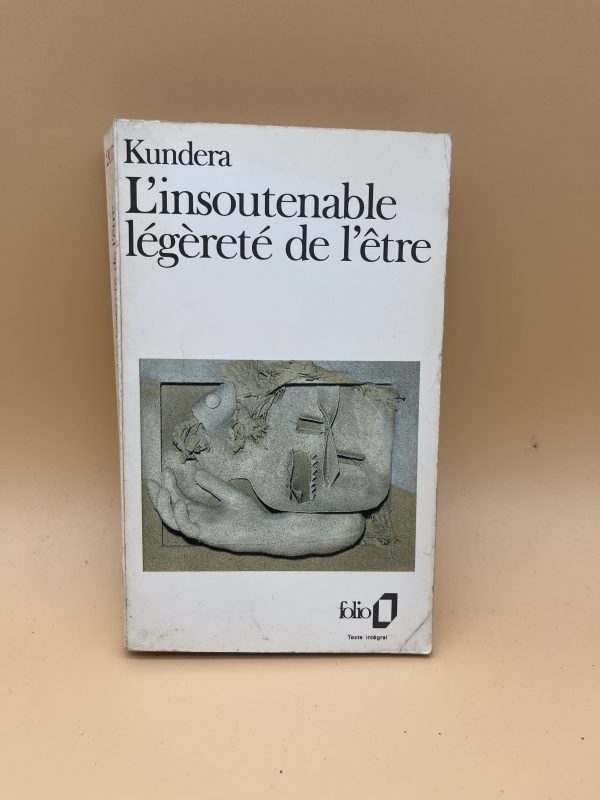 Kundera
L'insoutenable
légèreté de l'être
folio
Texte intégral